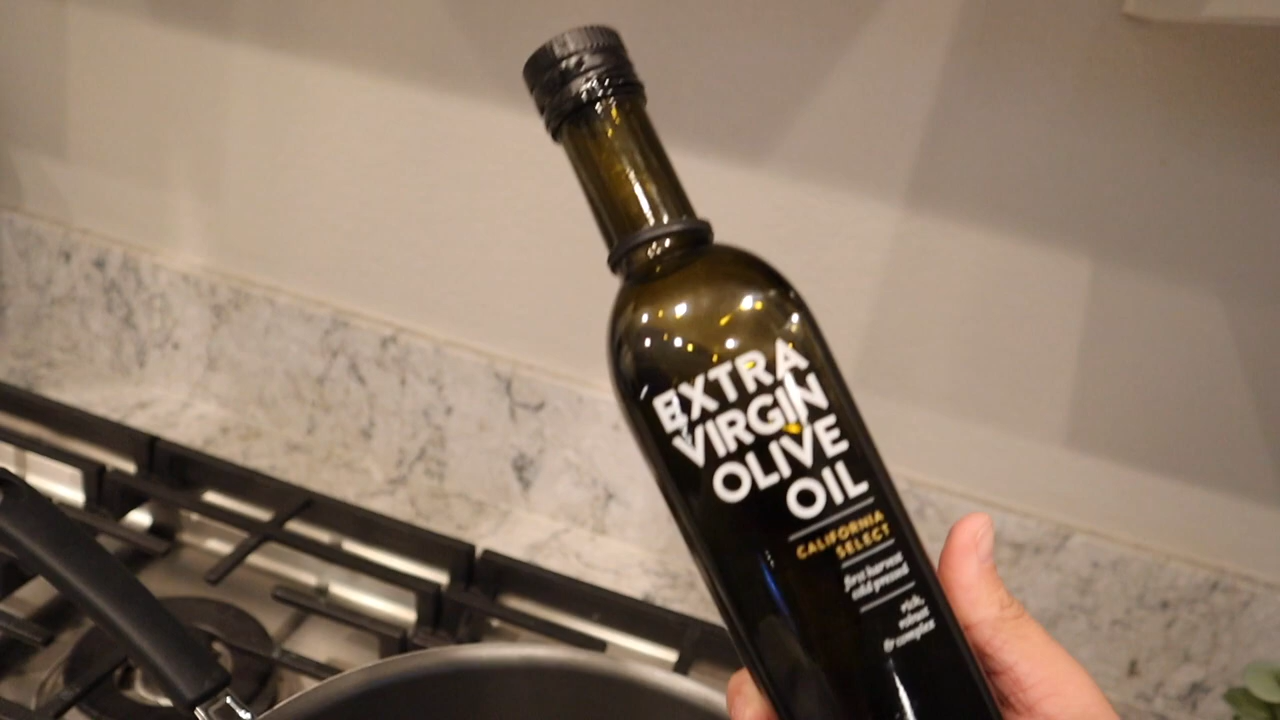 EXTRA
VIRGIN
OLIVE
OIL
CALIFORNIA
SELECT
first harvest
cold pressed
rich,
robust
& complex